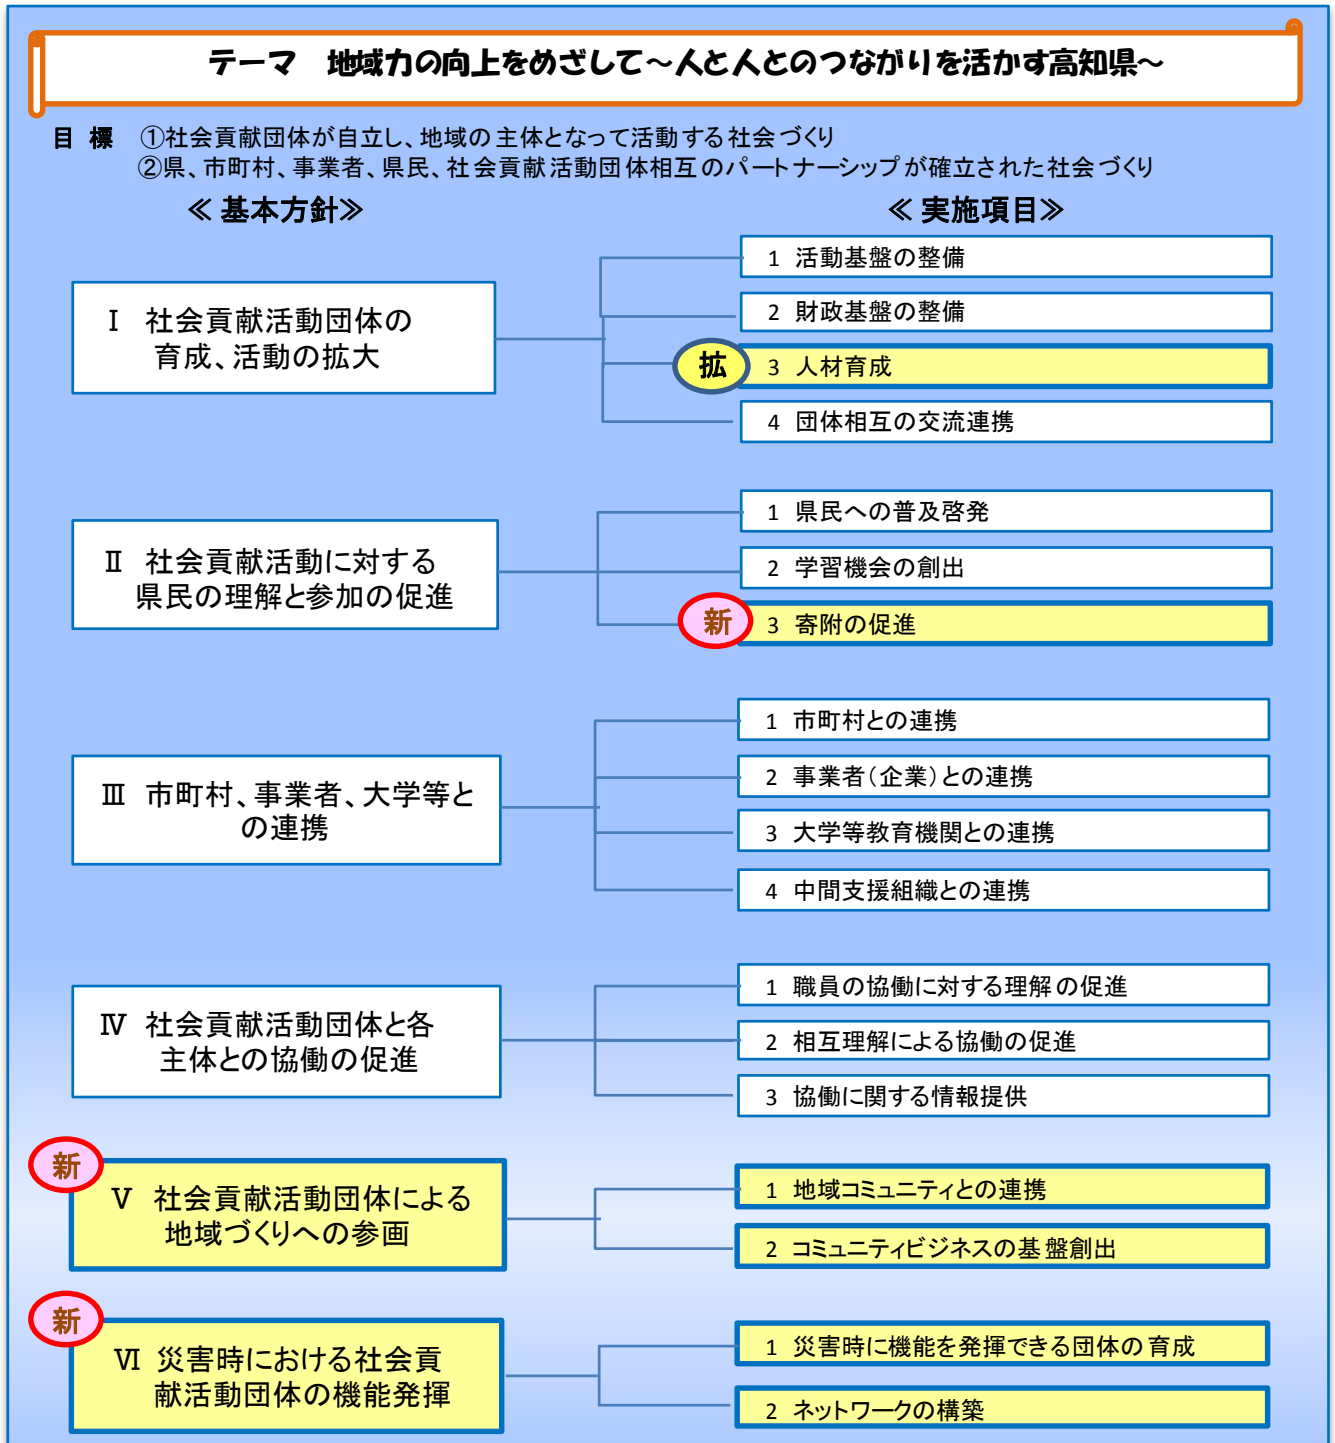 テーマ　地域力の向上をめざして～人と人とのつながりを活かす高知県～
目 標　①社会貢献団体が自立し、地域の主体となって活動する社会づくり
②県、市町村、事業者、県民、社会貢献活動団体相互のパートナーシップが確立された社会づくり
≪基本方針≫
≪実施項目≫
Ⅰ　社会貢献活動団体の
育成、活動の拡大
1 活動基盤の整備
2 財政基盤の整備
拡
3 人材育成
4 団体相互の交流連携
Ⅱ　社会貢献活動に対する
県民の理解と参加の促進
1 県民への普及啓発
2 学習機会の創出
新
3 寄附の促進
Ⅲ　市町村、事業者、大学等と
の連携
1 市町村との連携
2 事業者（企業）との連携
3 大学等教育機関との連携
4 中間支援組織との連携
Ⅳ　社会貢献活動団体と各
主体との協働の促進
1 職員の協働に対する理解の促進
2 相互理解による協働の促進
3 協働に関する情報提供
新
Ⅴ　社会貢献活動団体による
地域づくりへの参画
1 地域コミュニティとの連携
2 コミュニティビジネスの基盤創出
新
Ⅵ 災害時における社会貢
献活動団体の機能発揮
1 災害時に機能を発揮できる団体の育成
2 ネットワークの構築